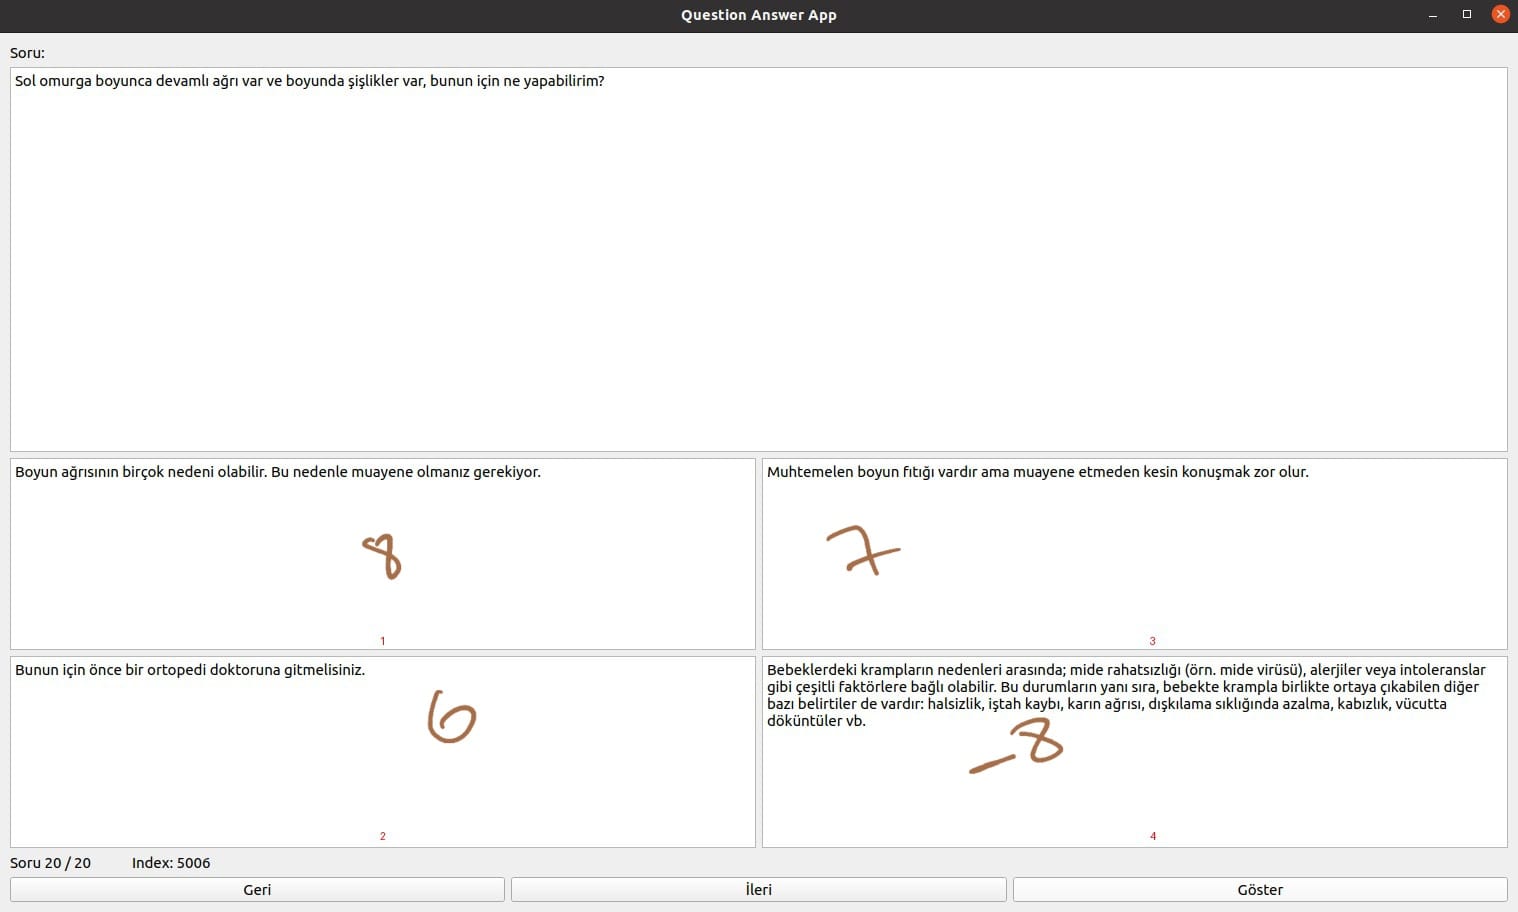 Question Answer App
Soru:
Sol omurga boyunca devamlı ağrı var ve boyunda şişlikler var, bunun için ne yapabilirim?
Boyun ağrısının birçok nedeni olabilir. Bu nedenle muayene olmanız gerekiyor.
8
1
Muhtemelen boyun fıtığı vardır ama muayene etmeden kesin konuşmak zor olur.
7
3
Bunun için önce bir ortopedi doktoruna gitmelisiniz.
6
2
Bebeklerdeki krampların nedenleri arasında; mide rahatsızlığı (örn. mide virüsü), alerjiler veya intoleranslar
gibi çeşitli faktörlere bağlı olabilir. Bu durumların yanı sıra, bebekte krampla birlikte ortaya çıkabilen diğer
bazı belirtiler de vardır: halsizlik, iştah kaybı, karın ağrısı, dışkılama sıklığında azalma, kabızlık, vücutta
döküntüler vb.
-8
4
Soru 20 / 20 Index: 5006
Geri İleri Göster